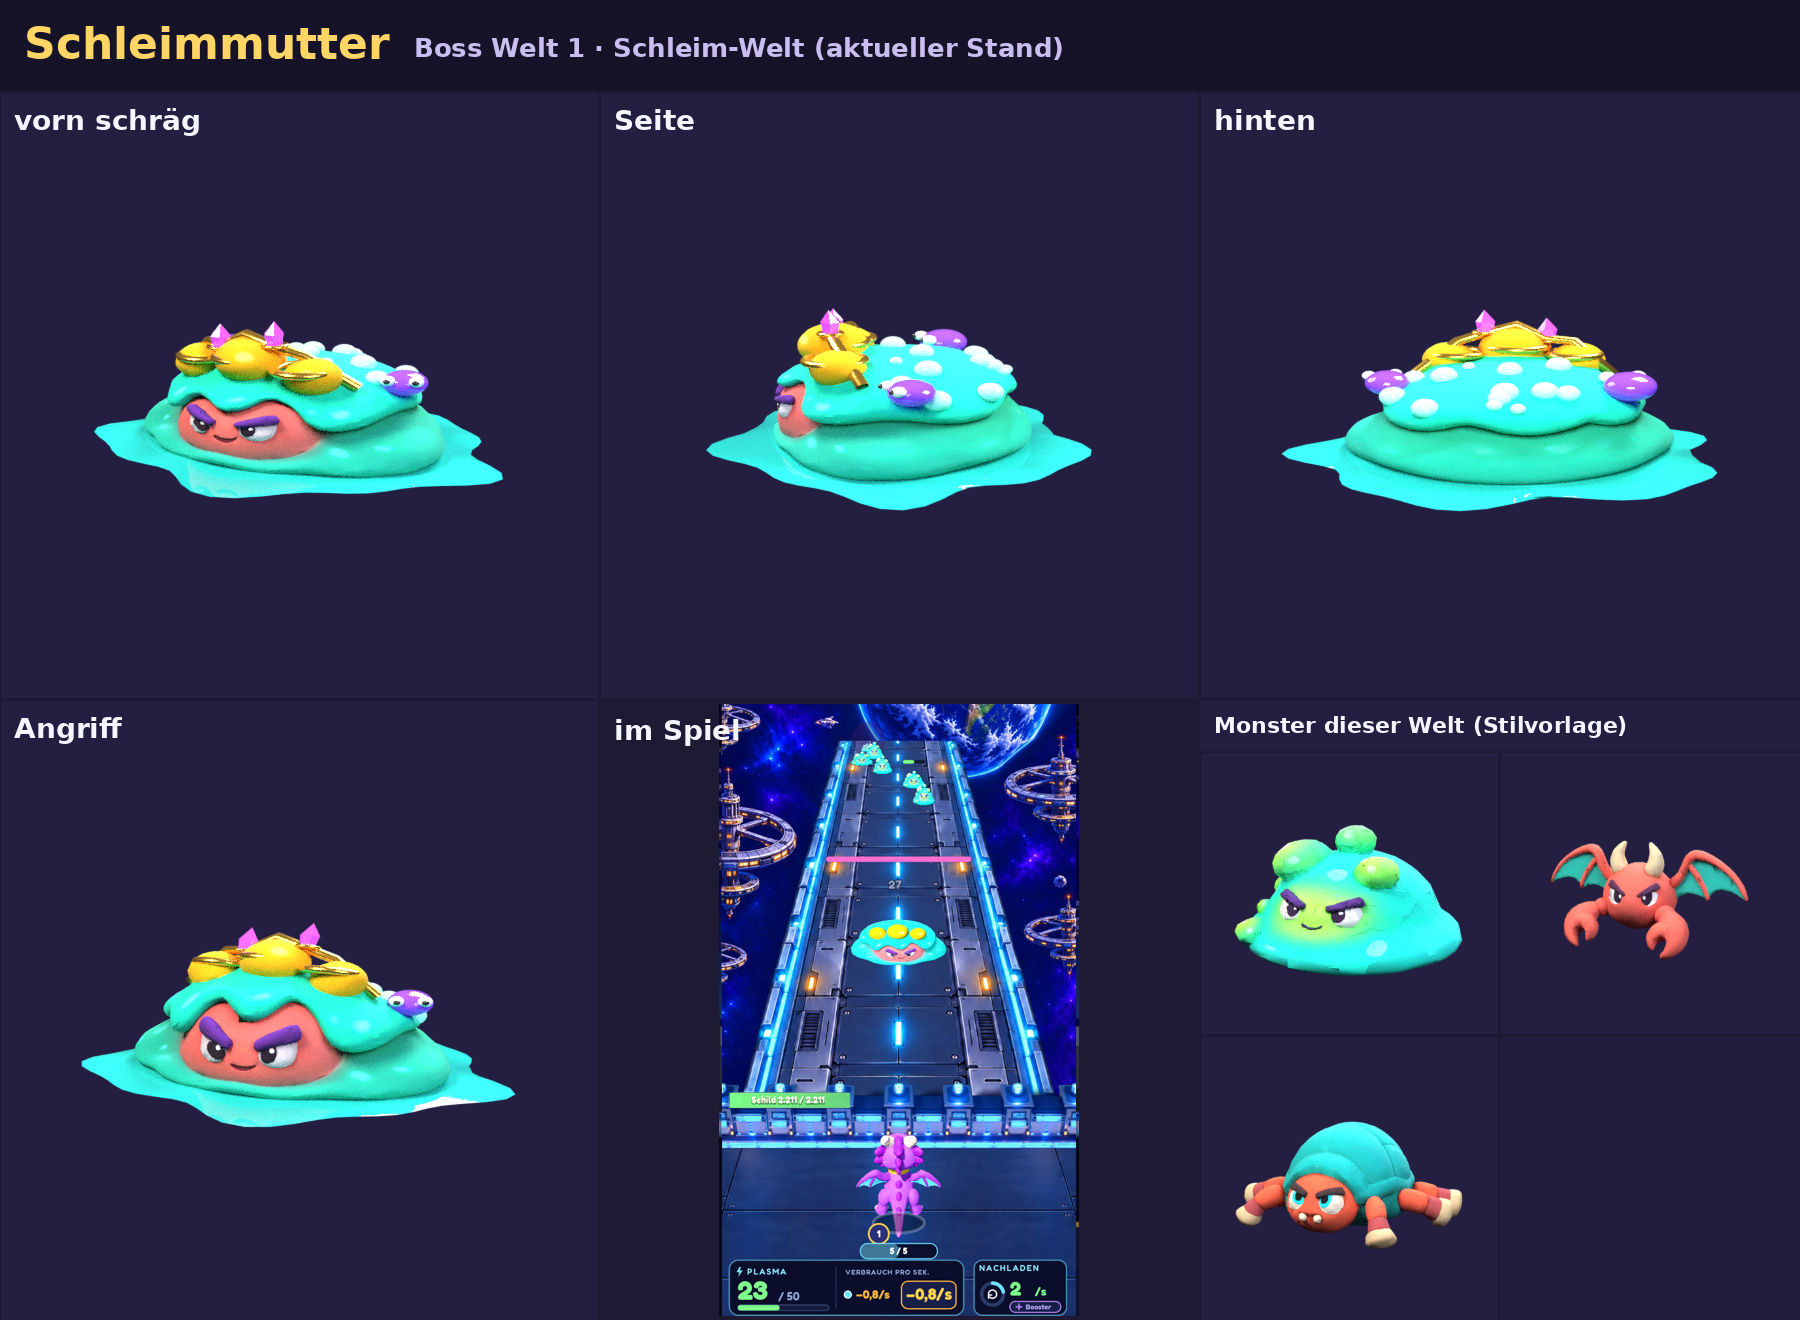 Schleimmutter Boss Welt 1 · Schleim-Welt (aktueller Stand)
vorn schräg
Seite
hinten
Angriff
im Spiel
Monster dieser Welt (Stilvorlage)
27
Schild 2.211 / 2.211
1
5 / 5
PLASMA
23 / 50
VERBRAUCH PRO SEK.
−0,8/s
−0,8/s
NACHLADEN
2 /s
+ Booster